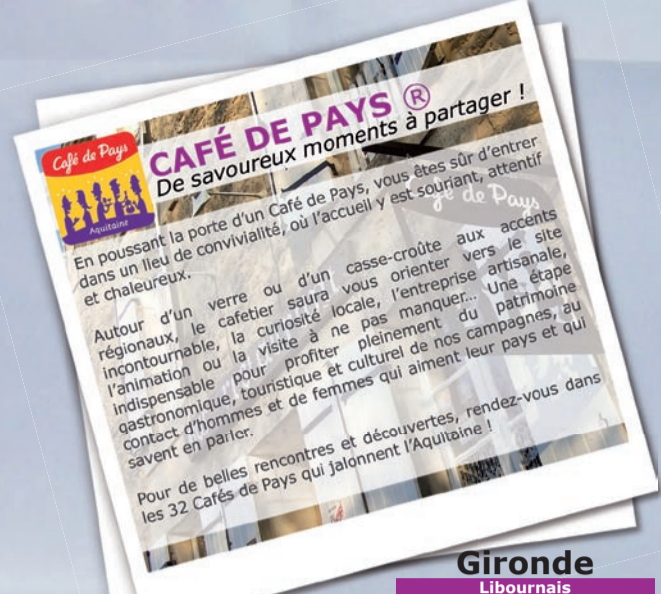 Café de Pays
Aquitaine
CAFÉ DE PAYS ®
De savoureux moments à partager !
En poussant la porte d'un Café de Pays, vous êtes sûr d'entrer
dans un lieu de convivialité, où l'accueil y est souriant, attentif
et chaleureux.
Café de Pays
Autour d'un verre ou d'un casse-croûte aux accents
régionaux, le cafetier saura vous orienter vers le site
incontournable, la curiosité locale, l'entreprise artisanale,
l'animation ou la visite à ne pas manquer... Une étape
indispensable pour profiter pleinement du patrimoine
gastronomique, touristique et culturel de nos campagnes, au
contact d'hommes et de femmes qui aiment leur pays et qui
savent en parler.
Pour de belles rencontres et découvertes, rendez-vous dans
les 32 Cafés de Pays qui jalonnent l'Aquitaine !
Gironde
Libournais